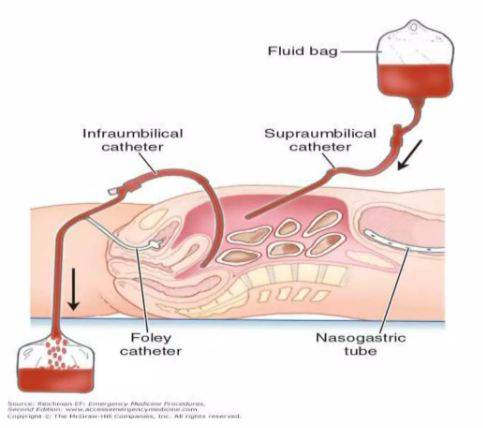 Fluid bag
Infraumbilical
catheter
Supraumbilical
catheter
Foley
catheter
Nasogastric
tube
Source: Reichman EF: Emergency Medicine Procedures,
Second Edition: www.accessemergencymedicine.com
Copyright © The McGraw-Hill Companies, Inc. All rights reserved.